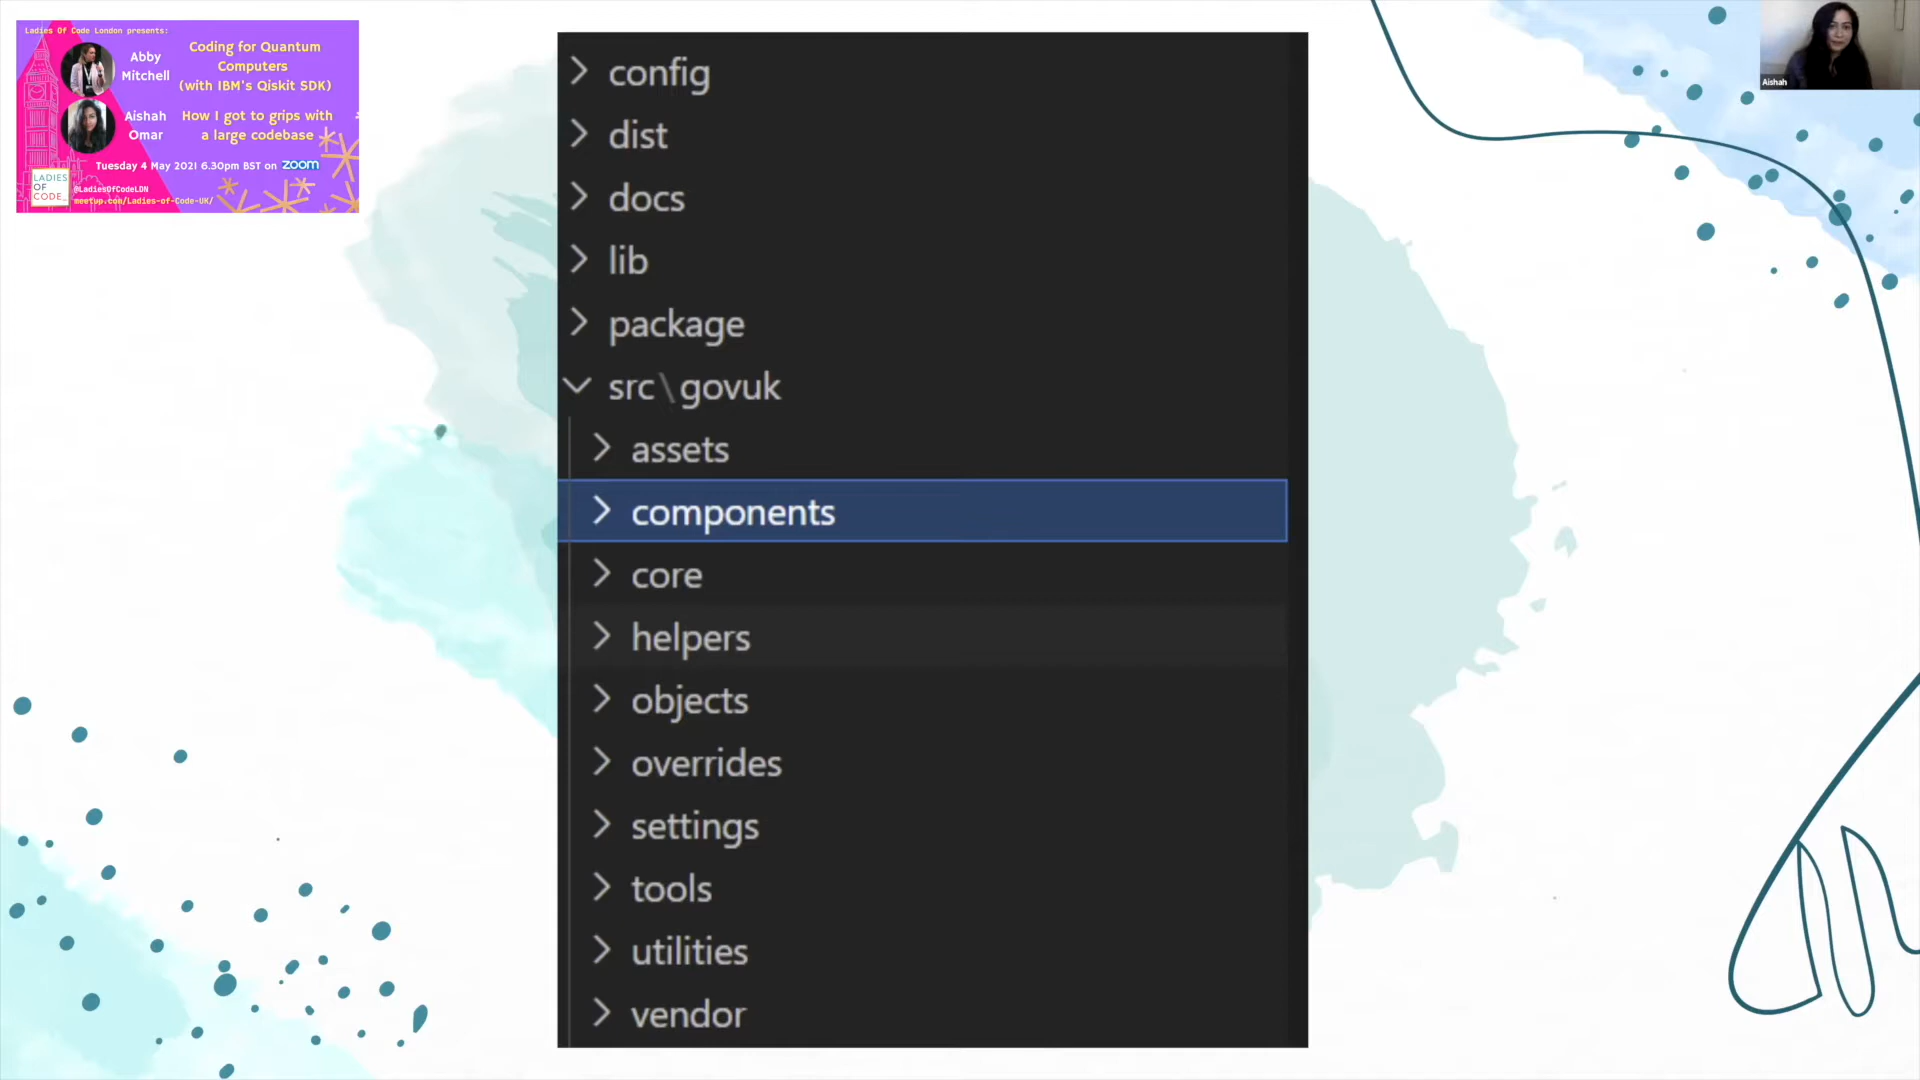 Ladies Of Code London presents:
Abby
Mitchell
Coding for Quantum
Computers
(with IBM's Qiskit SDK)
Aishah
Omar
How I got to grips with
a large codebase
Tuesday 4 May 2021 6.30pm BST on zoom
LADIES
OF
CODE_
@LadiesOfCodeLDN
meetup.com/Ladies-of-Code-UK/
config
dist
docs
lib
package
src\govuk
assets
components
core
helpers
objects
overrides
settings
tools
utilities
vendor
Aishah